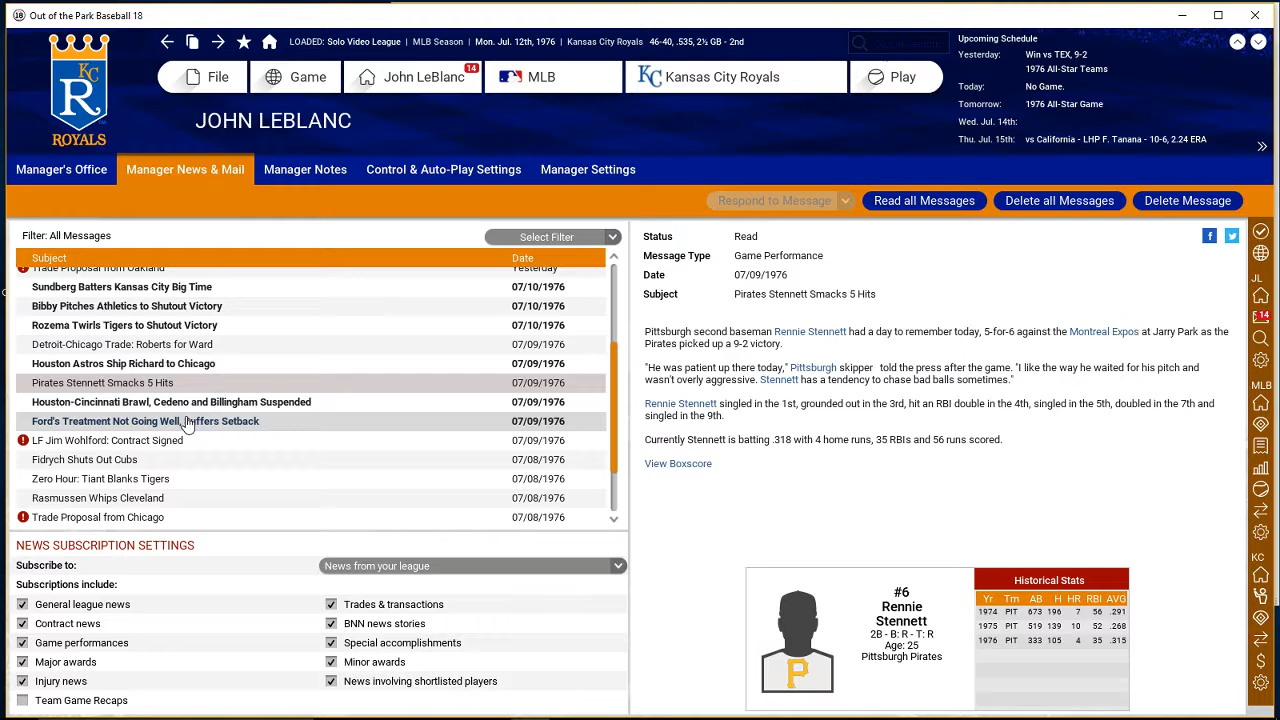 Out of the Park Baseball 18
LOADED: Solo Video League | MLB Season | Mon. Jul. 12th, 1976 | Kansas City Royals 46-40, .535, 2½ GB - 2nd
File
Game
John LeBlanc
14
MLB
KC
Kansas City Royals
Play
Upcoming Schedule
Yesterday: Win vs TEX, 9-2
1976 All-Star Teams
Today: No Game.
Tomorrow: 1976 All-Star Game
Wed. Jul. 14th:
Thu. Jul. 15th: vs California - LHP F. Tanana - 10-6, 2.24 ERA
KC
R
ROYALS
JOHN LEBLANC
Manager's Office
Manager News & Mail
Manager Notes
Control & Auto-Play Settings
Manager Settings
Respond to Message
Read all Messages
Delete all Messages
Delete Message
Filter: All Messages
Select Filter
Subject Date
Trade Proposal from Oakland Yesterday
Sundberg Batters Kansas City Big Time 07/10/1976
Bibby Pitches Athletics to Shutout Victory 07/10/1976
Rozema Twirls Tigers to Shutout Victory 07/10/1976
Detroit-Chicago Trade: Roberts for Ward 07/09/1976
Houston Astros Ship Richard to Chicago 07/09/1976
Pirates Stennett Smacks 5 Hits 07/09/1976
Houston-Cincinnati Brawl, Cedeno and Billingham Suspended 07/09/1976
Ford's Treatment Not Going Well, Suffers Setback 07/09/1976
LF Jim Wohlford: Contract Signed 07/09/1976
Fidrych Shuts Out Cubs 07/08/1976
Zero Hour: Tiant Blanks Tigers 07/08/1976
Rasmussen Whips Cleveland 07/08/1976
Trade Proposal from Chicago 07/08/1976
NEWS SUBSCRIPTION SETTINGS
Subscribe to: News from your league
Subscriptions include:
General league news Trades & transactions
Contract news BNN news stories
Game performances Special accomplishments
Major awards Minor awards
Injury news News involving shortlisted players
Team Game Recaps
Status Read
Message Type Game Performance
Date 07/09/1976
Subject Pirates Stennett Smacks 5 Hits
Pittsburgh second baseman Rennie Stennett had a day to remember today, 5-for-6 against the Montreal Expos at Jarry Park as the
Pirates picked up a 9-2 victory.
"He was patient up there today," Pittsburgh skipper told the press after the game. "I like the way he waited for his pitch and
wasn't overly aggressive. Stennett has a tendency to chase bad balls sometimes."
Rennie Stennett singled in the 1st, grounded out in the 3rd, hit an RBI double in the 4th, singled in the 5th, doubled in the 7th and
singled in the 9th.
Currently Stennett is batting .318 with 4 home runs, 35 RBIs and 56 runs scored.
View Boxscore
P
#6
Rennie
Stennett
2B - B: R - T: R
Age: 25
Pittsburgh Pirates
Historical Stats
Yr Tm AB H HR RBI AVG
1974 PIT 673 196 7 56 .291
1975 PIT 519 139 10 52 .268
1976 PIT 333 105 4 35 .315
JL
14
MLB
KC